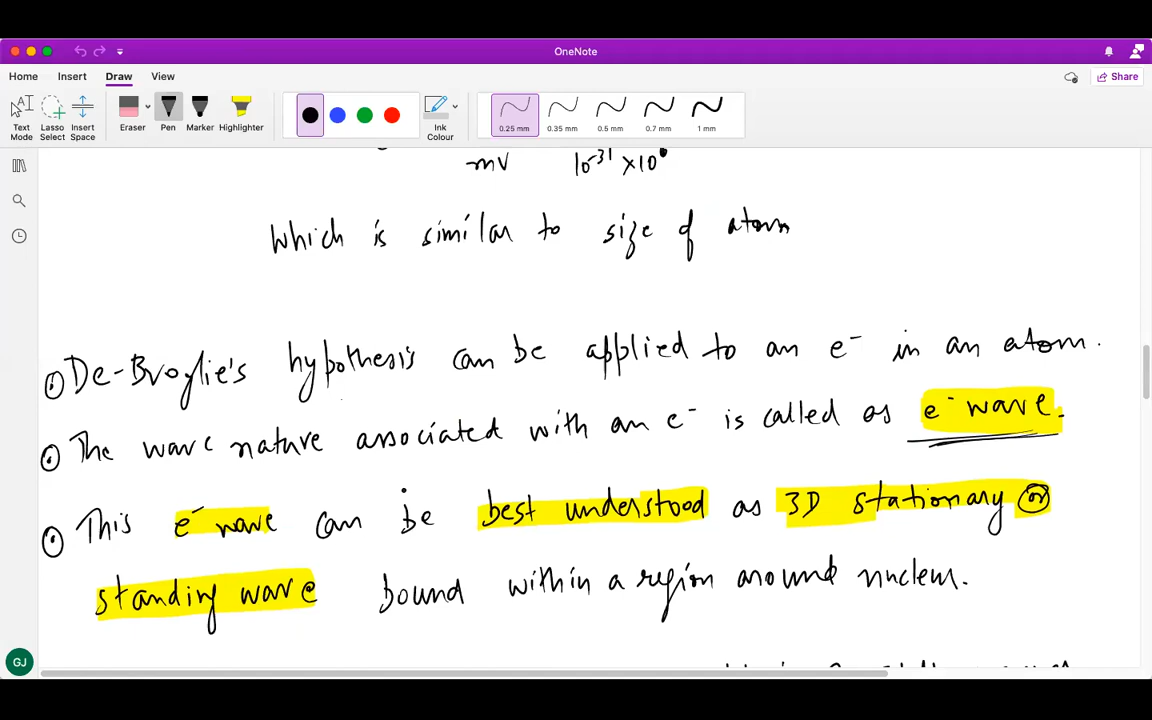 OneNote
Home Insert Draw View
Share
Text Mode
Lasso Select
Insert Space
Eraser
Pen
Marker
Highlighter
Ink Colour
0.25 mm
0.35 mm
0.5 mm
0.7 mm
1 mm
mV 10⁻³¹ ×10⁶
Which is similar to size of atom
De-Broglie's hypothesis can be applied to an e⁻ in an atom.
The wave nature associated with an e⁻ is called as e⁻ wave.
This e⁻ wave can be best understood as 3D stationary or
standing wave bound within a region around nucleus.
GJ